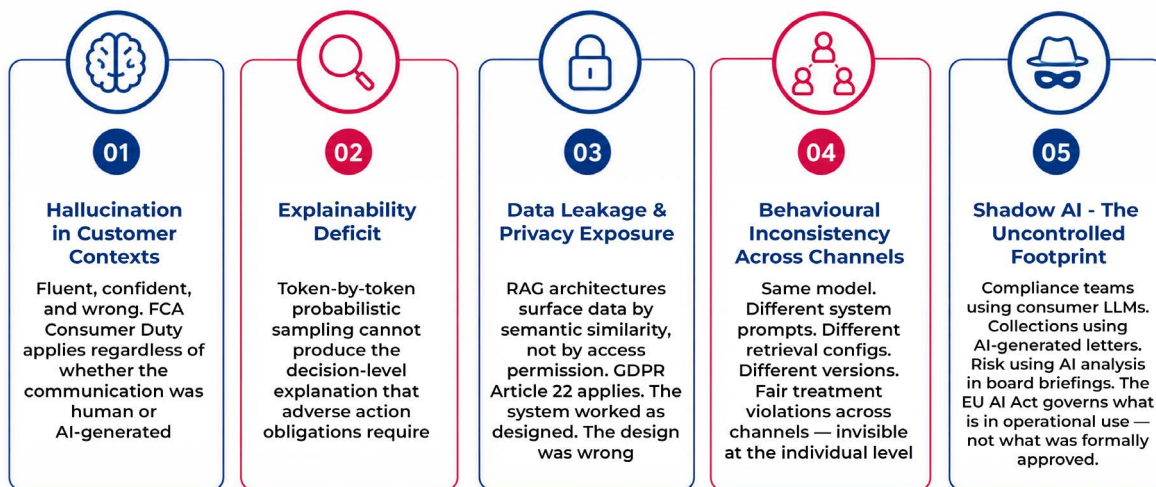 01
Hallucination
in Customer
Contexts
Fluent, confident,
and wrong. FCA
Consumer Duty
applies regardless of
whether the
communication was
human or
AI-generated
02
Explainability
Deficit
Token-by-token
probabilistic
sampling cannot
produce the
decision-level
explanation that
adverse action
obligations require
03
Data Leakage &
Privacy Exposure
RAG architectures
surface data by
semantic similarity,
not by access
permission. GDPR
Article 22 applies. The
system worked as
designed. The design
was wrong
04
Behavioural
Inconsistency
Across Channels
Same model.
Different system
prompts. Different
retrieval configs.
Different versions.
Fair treatment
violations across
channels — invisible
at the individual level
05
Shadow AI - The
Uncontrolled
Footprint
Compliance teams
using consumer LLMs.
Collections using
AI-generated letters.
Risk using AI analysis
in board briefings. The
EU AI Act governs what
is in operational use —
not what was formally
approved.